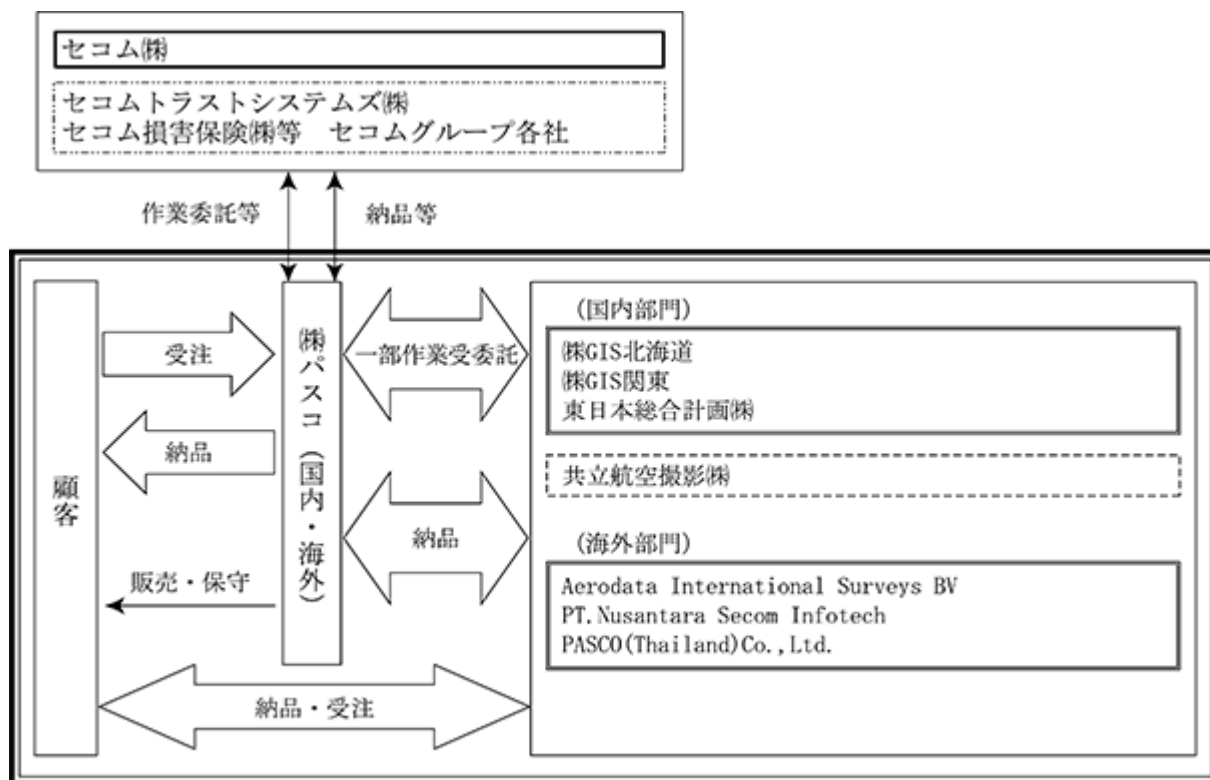 セコム㈱
セコムトラストシステムズ㈱
セコム損害保険㈱等　セコムグループ各社
作業委託等
納品等
顧客
受注
納品
販売・保守
㈱パスコ（国内・海外）
一部作業受委託
納品
納品・受注
(国内部門)
㈱GIS北海道
㈱GIS関東
東日本総合計画㈱
共立航空撮影㈱
(海外部門)
Aerodata International Surveys BV
PT.Nusantara Secom Infotech
PASCO(Thailand)Co.,Ltd.